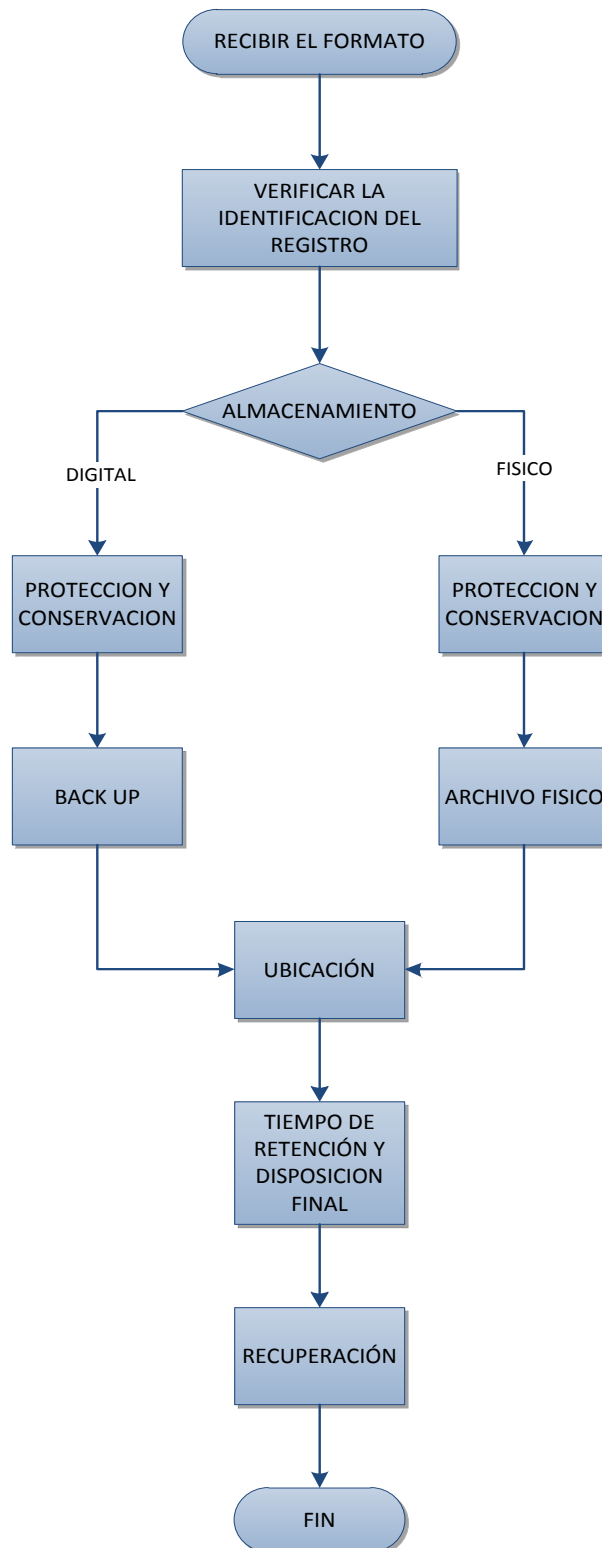 RECIBIR EL FORMATO
VERIFICAR LA
IDENTIFICACION DEL
REGISTRO
ALMACENAMIENTO
DIGITAL
FISICO
PROTECCION Y
CONSERVACION
PROTECCION Y
CONSERVACION
BACK UP
ARCHIVO FISICO
UBICACIÓN
TIEMPO DE
RETENCIÓN Y
DISPOSICION
FINAL
RECUPERACIÓN
FIN